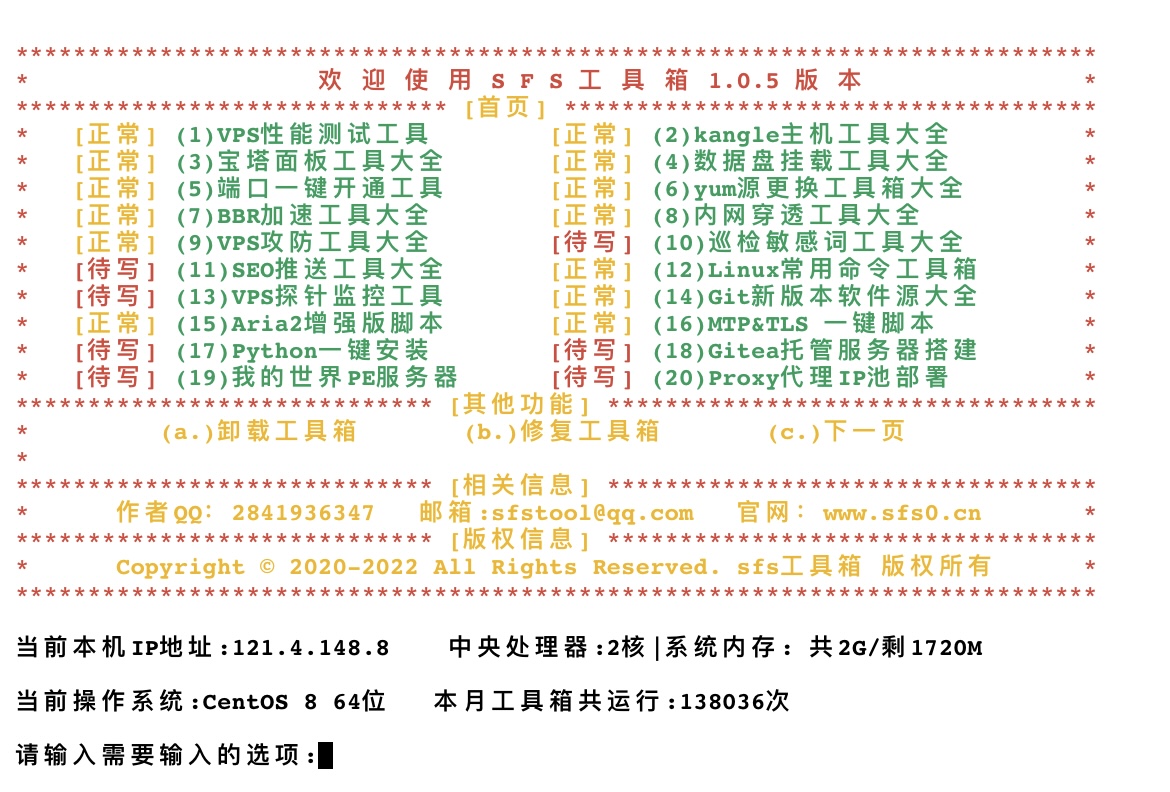 ***************************************************************************
* 欢 迎 使 用 S F S 工 具 箱 1.0.5 版 本 *
****************************** [首页] *************************************
* [正常] (1)VPS性能测试工具 [正常] (2)kangle主机工具大全 *
* [正常] (3)宝塔面板工具大全 [正常] (4)数据盘挂载工具大全 *
* [正常] (5)端口一键开通工具 [正常] (6)yum源更换工具箱大全 *
* [正常] (7)BBR加速工具大全 [正常] (8)内网穿透工具大全 *
* [正常] (9)VPS攻防工具大全 [待写] (10)巡检敏感词工具大全 *
* [待写] (11)SEO推送工具大全 [正常] (12)Linux常用命令工具箱 *
* [待写] (13)VPS探针监控工具 [正常] (14)Git新版本软件源大全 *
* [正常] (15)Aria2增强版脚本 [正常] (16)MTP&TLS 一键脚本 *
* [待写] (17)Python一键安装 [待写] (18)Gitea托管服务器搭建 *
* [待写] (19)我的世界PE服务器 [待写] (20)Proxy代理IP池部署 *
***************************** [其他功能] **********************************
* (a.)卸载工具箱 (b.)修复工具箱 (c.)下一页
*
***************************** [相关信息] **********************************
* 作者QQ：2841936347 邮箱:sfstool@qq.com 官网：www.sfs0.cn *
***************************** [版权信息] **********************************
* Copyright © 2020-2022 All Rights Reserved. sfs工具箱 版权所有 *
***************************************************************************
当前本机IP地址:121.4.148.8 中央处理器:2核|系统内存：共2G/剩1720M
当前操作系统:CentOS 8 64位 本月工具箱共运行:138036次
请输入需要输入的选项: